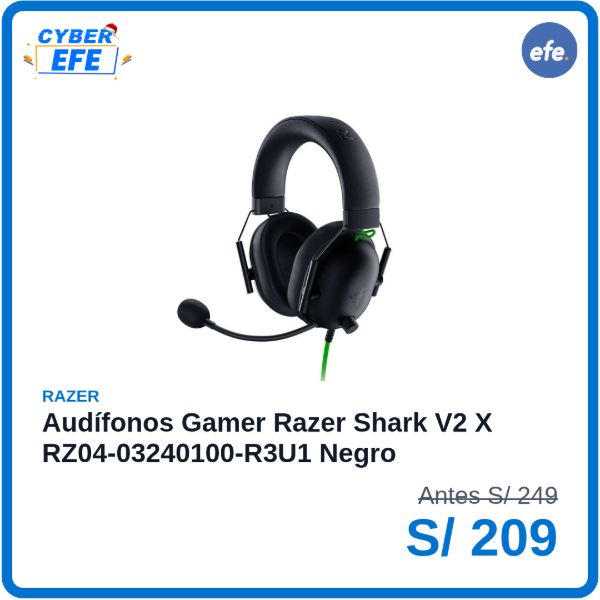 CYBER
EFE
efe.
RAZER
Audífonos Gamer Razer Shark V2 X
RZ04-03240100-R3U1 Negro
Antes S/ 249
S/ 209